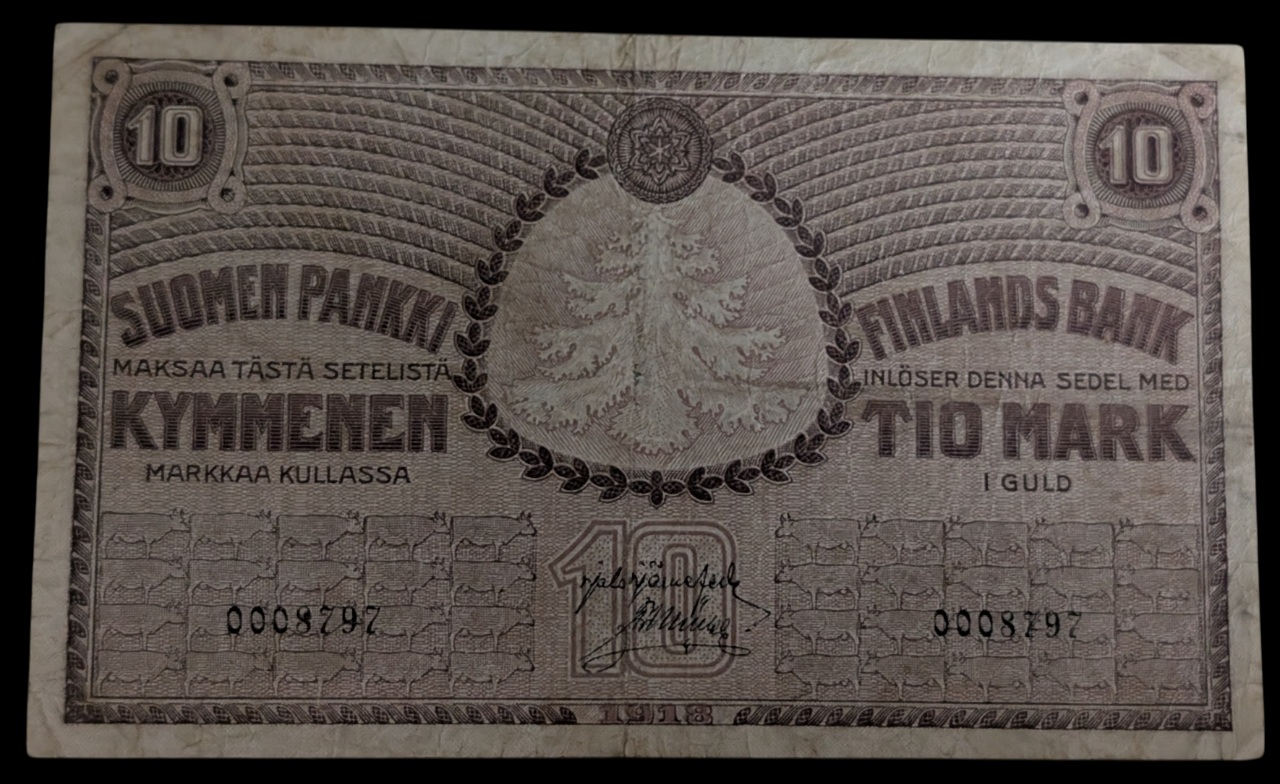 10
10
SUOMEN PANKKI
MAKSAA TÄSTÄ SETELISTÄ
KYMMENEN
MARKKAA KULLASSA
FINLANDS BANK
INLÖSER DENNA SEDEL MED
TIO MARK
I GULD
10
0008797
0008797
1918